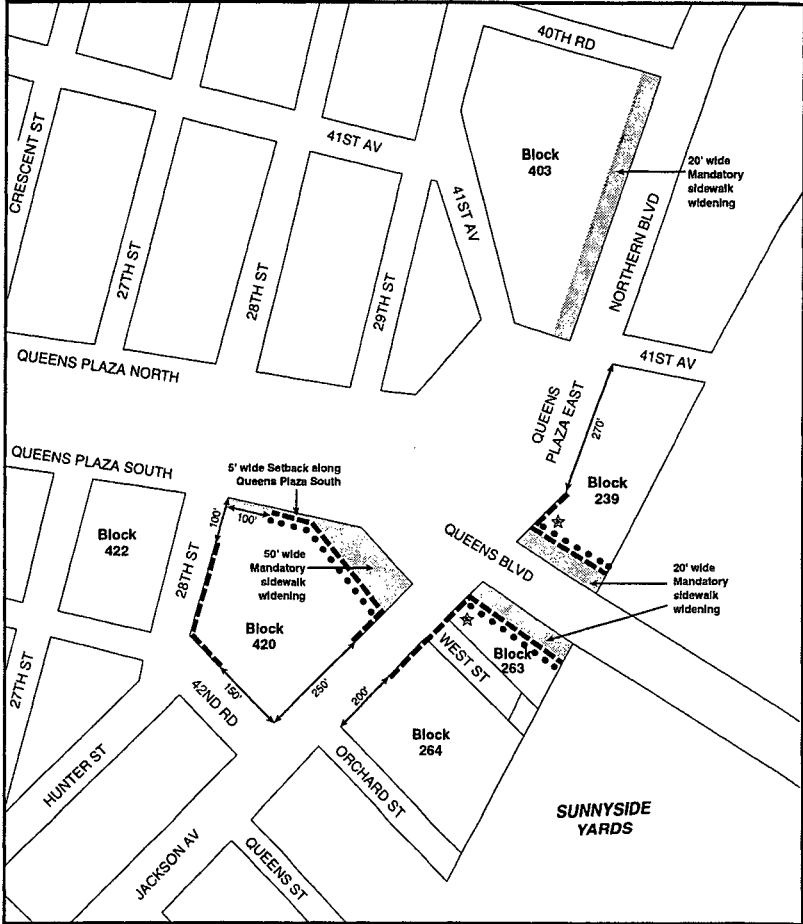 40TH RD
CRESCENT ST
41ST AV
Block
403
20' wide
Mandatory
sidewalk
widening
41ST AV
NORTHERN BLVD
27TH ST
28TH ST
29TH ST
QUEENS PLAZA NORTH
41ST AV
QUEENS
PLAZA EAST
270'
QUEENS PLAZA SOUTH
5' wide Setback along
Queens Plaza South
Block
239
100'
100'
Block
422
28TH ST
50' wide
Mandatory
sidewalk
widening
QUEENS BLVD
20' wide
Mandatory
sidewalk
widening
Block
420
WEST ST
Block
263
27TH ST
150'
42ND RD
250'
200'
Block
264
HUNTER ST
ORCHARD ST
SUNNYSIDE
YARDS
JACKSON AV
QUEENS ST